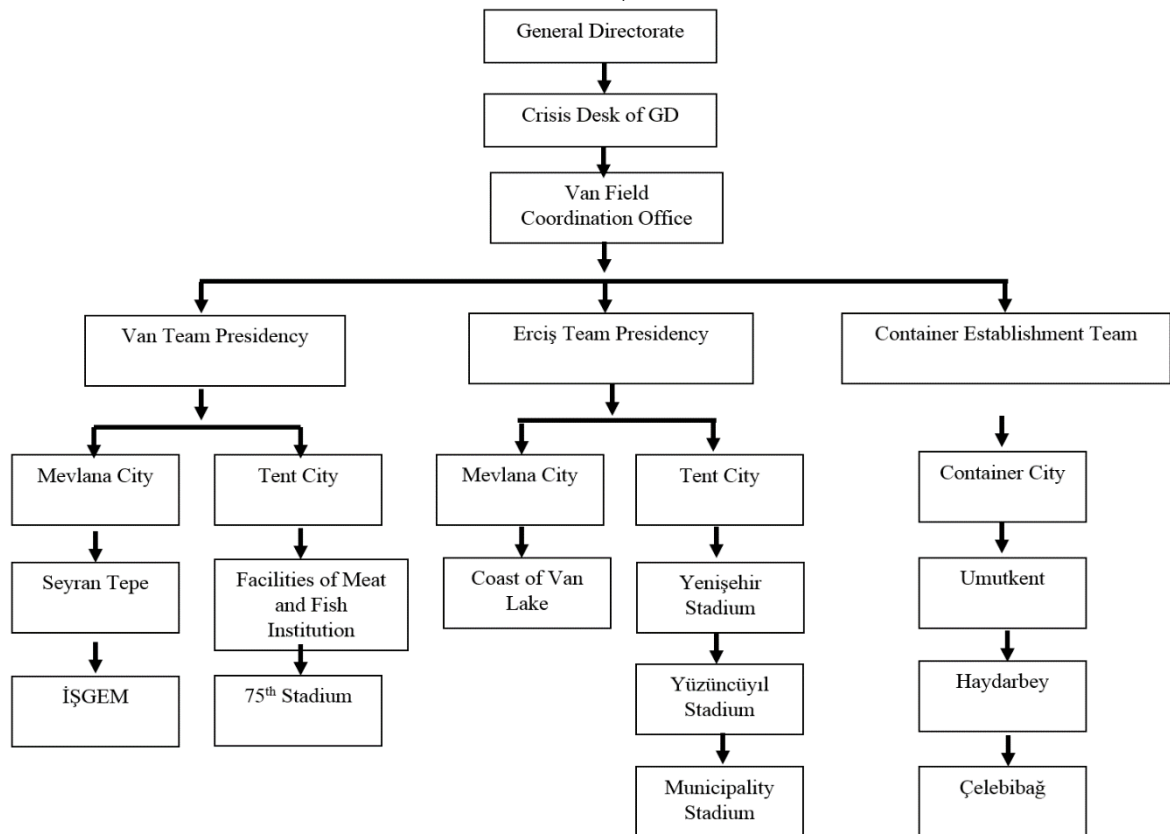 General Directorate
Crisis Desk of GD
Van Field
Coordination Office
Van Team Presidency
Erciş Team Presidency
Container Establishment Team
Mevlana City
Tent City
Mevlana City
Tent City
Container City
Seyran Tepe
Facilities of Meat
and Fish
Institution
Coast of Van
Lake
Yenişehir
Stadium
Umutkent
İŞGEM
75th Stadium
Yüzüncüyıl
Stadium
Haydarbey
Municipality
Stadium
Çelebibağ